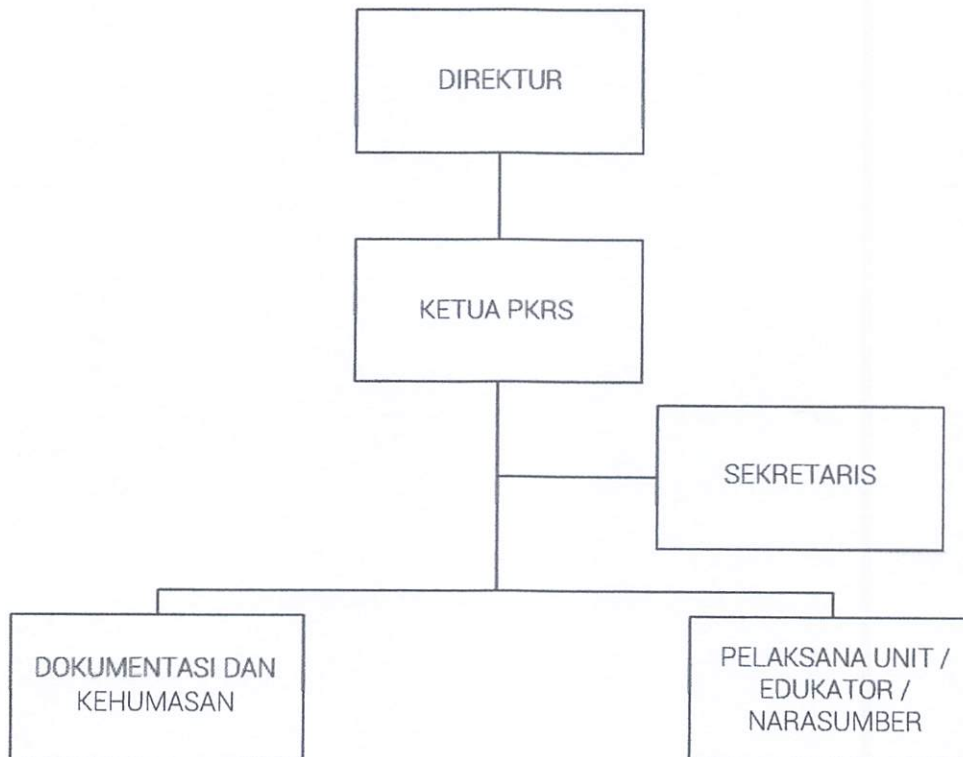 DIREKTUR
KETUA PKRS
SEKRETARIS
DOKUMENTASI DAN
KEHUMASAN
PELAKSANA UNIT /
EDUKATOR /
NARASUMBER